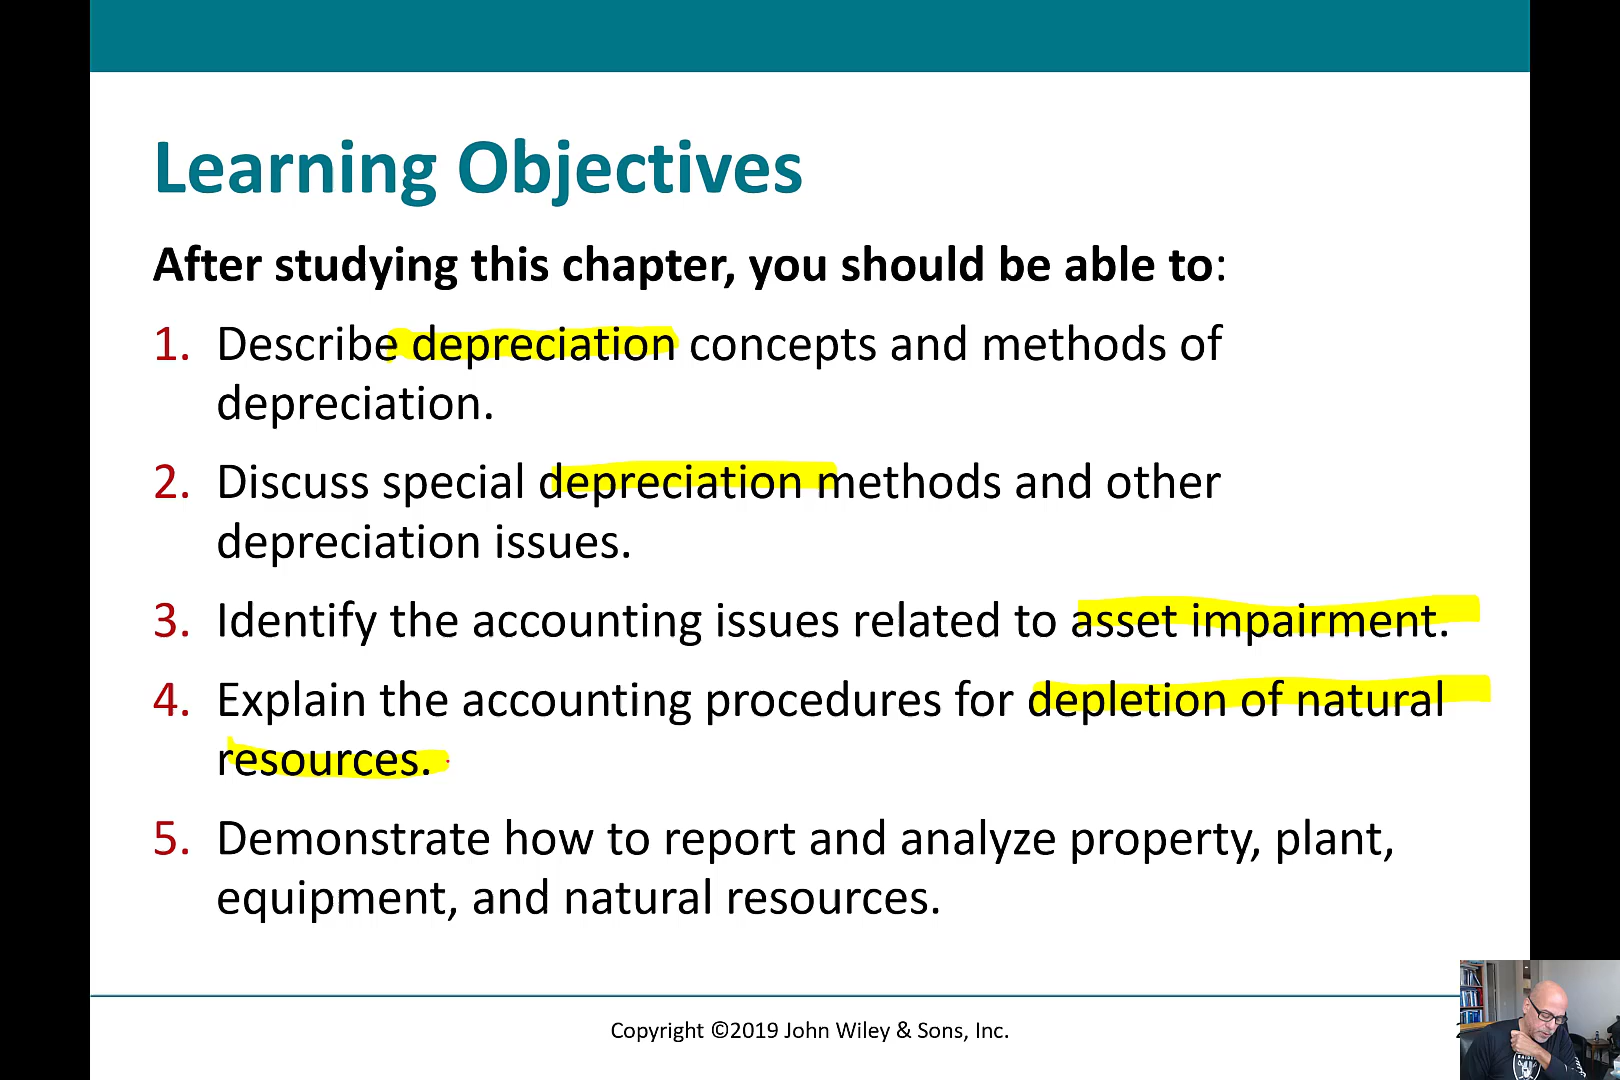 Learning Objectives
After studying this chapter, you should be able to:
1. Describe depreciation concepts and methods of
depreciation.
2. Discuss special depreciation methods and other
depreciation issues.
3. Identify the accounting issues related to asset impairment.
4. Explain the accounting procedures for depletion of natural
resources.
5. Demonstrate how to report and analyze property, plant,
equipment, and natural resources.
Copyright ©2019 John Wiley & Sons, Inc.